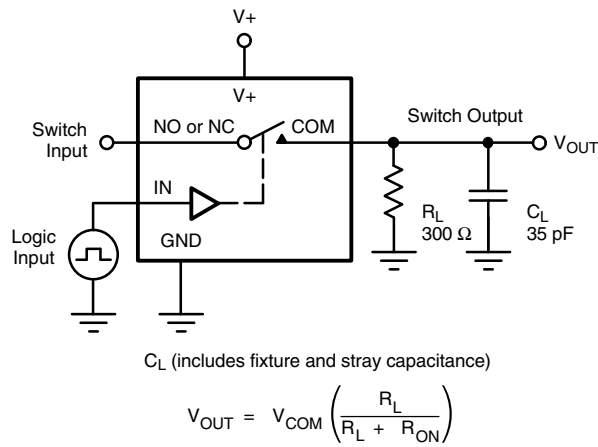 V+
V+
Switch Output
Switch
Input
NO or NC
COM
V_OUT
IN
R_L
300 Ω
C_L
35 pF
Logic
Input
GND
C_L (includes fixture and stray capacitance)
V_OUT = V_COM ( R_L / R_L + R_ON )